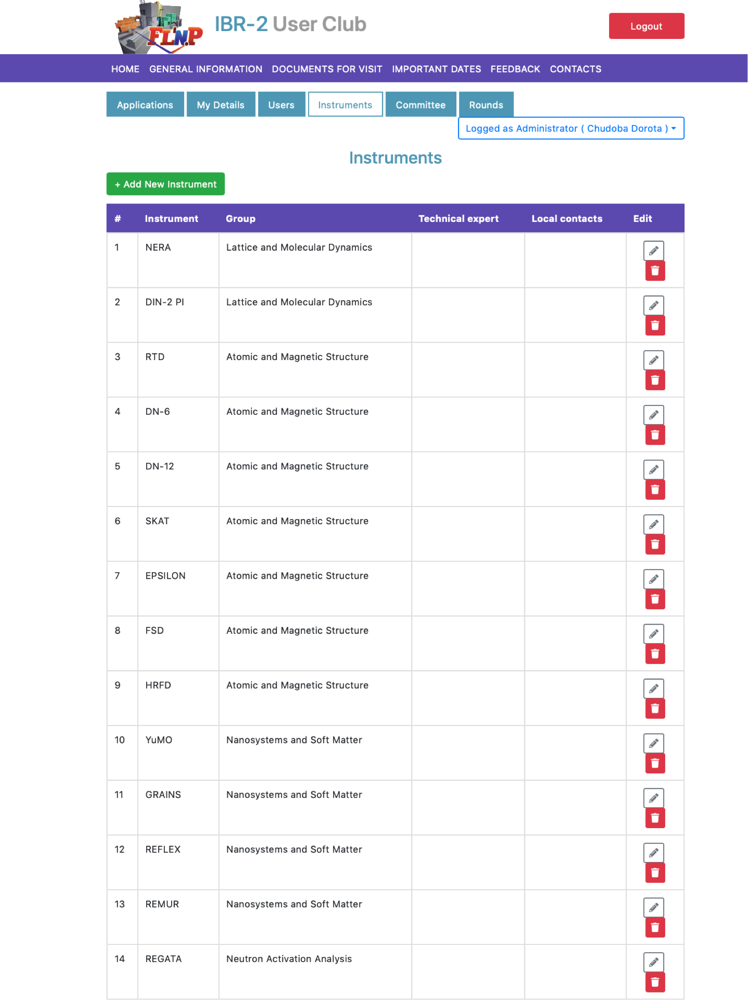 FLNP
IBR-2 User Club
Logout
HOME GENERAL INFORMATION DOCUMENTS FOR VISIT IMPORTANT DATES FEEDBACK CONTACTS
Applications My Details Users Instruments Committee Rounds
Logged as Administrator ( Chudoba Dorota )
Instruments
+ Add New Instrument
# Instrument Group Technical expert Local contacts Edit
1 NERA Lattice and Molecular Dynamics
2 DIN-2 PI Lattice and Molecular Dynamics
3 RTD Atomic and Magnetic Structure
4 DN-6 Atomic and Magnetic Structure
5 DN-12 Atomic and Magnetic Structure
6 SKAT Atomic and Magnetic Structure
7 EPSILON Atomic and Magnetic Structure
8 FSD Atomic and Magnetic Structure
9 HRFD Atomic and Magnetic Structure
10 YuMO Nanosystems and Soft Matter
11 GRAINS Nanosystems and Soft Matter
12 REFLEX Nanosystems and Soft Matter
13 REMUR Nanosystems and Soft Matter
14 REGATA Neutron Activation Analysis